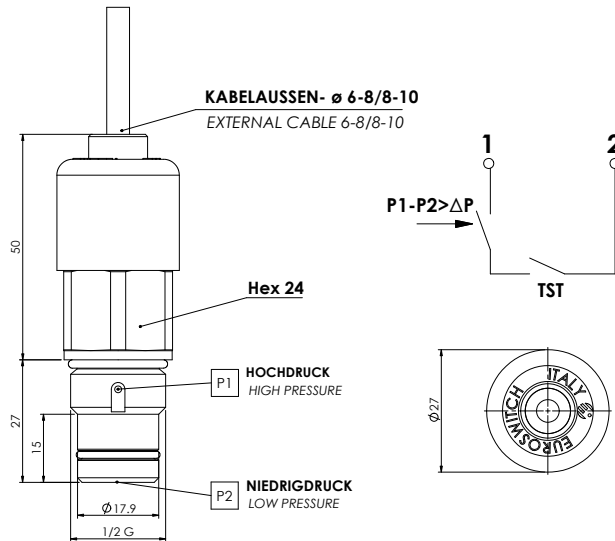 KABELAUSSEN- ø 6-8/8-10
EXTERNAL CABLE 6-8/8-10
1
2
P1-P2>△P
TST
50
Hex 24
27
15
P1
HOCHDRUCK
HIGH PRESSURE
P2
NIEDRIGDRUCK
LOW PRESSURE
Ø17.9
1/2 G
Ø27
ITALY
EUROSWITCH